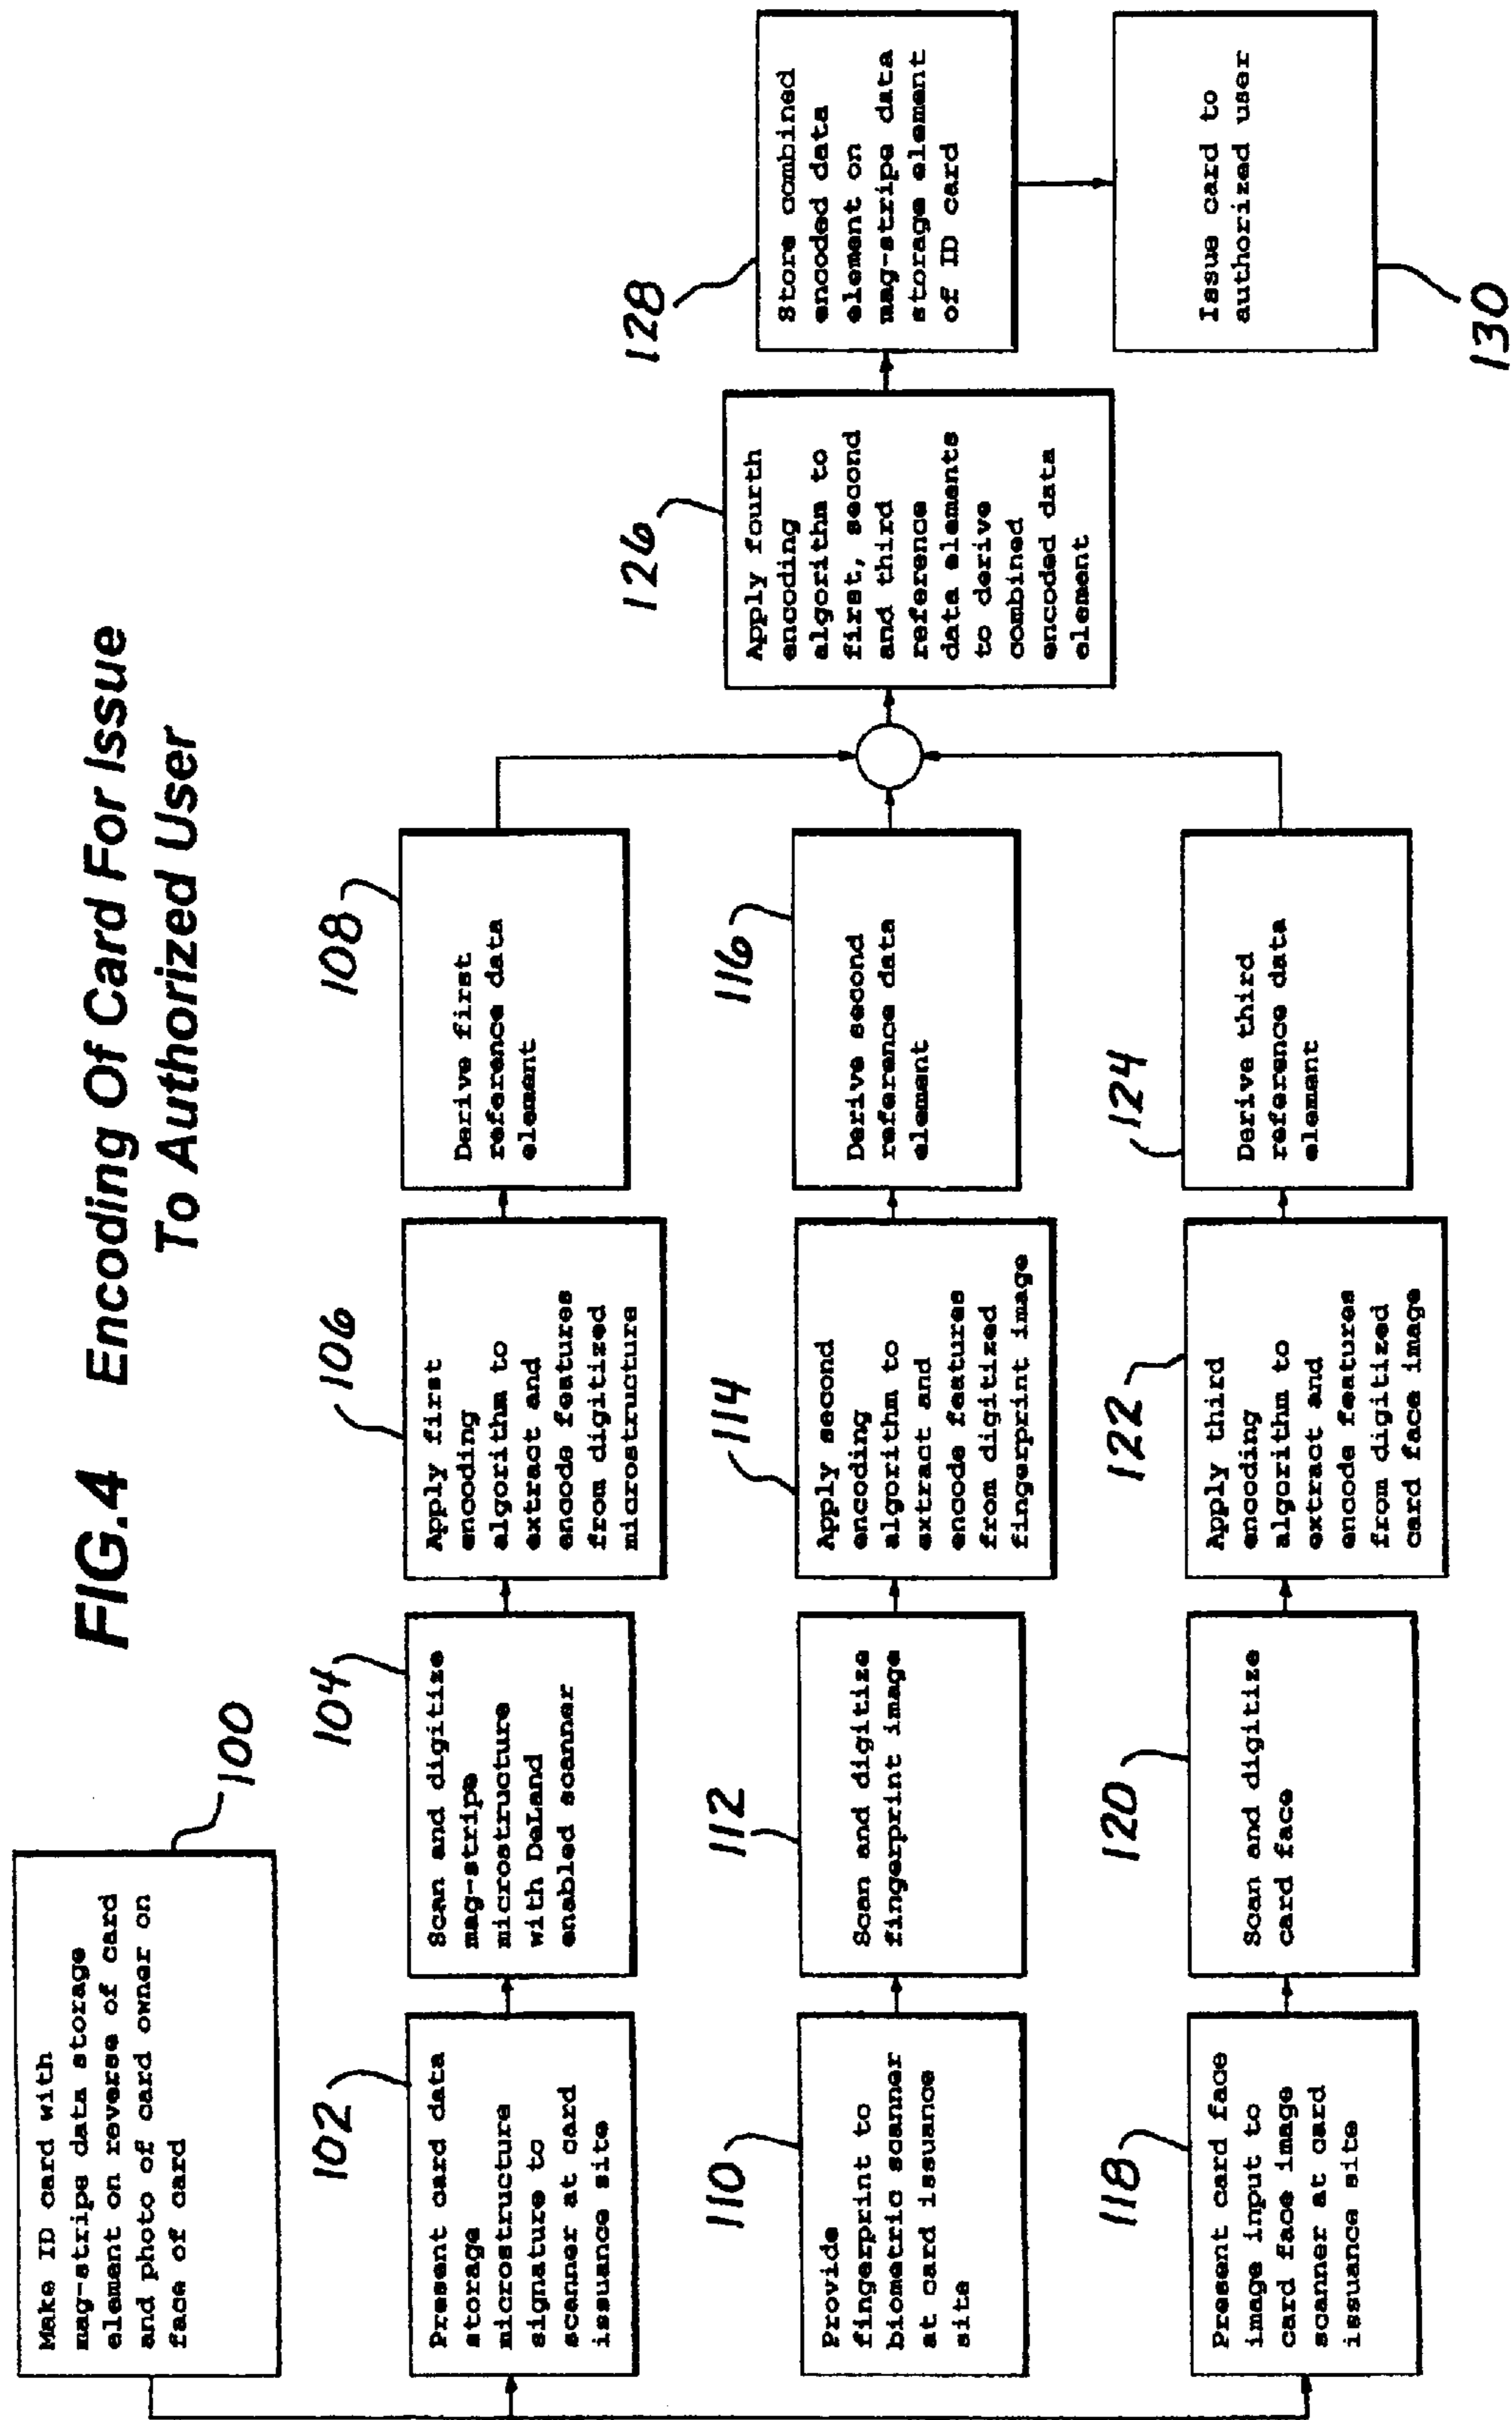 FIG.4 Encoding Of Card For Issue
To Authorized User
Make ID card with
mag-stripe data storage
element on reverse of card
and photo of card owner on
face of card
100
102
Present card data
storage
microstructure
signature to
scanner at card
issuance site
104
Scan and digitize
mag-stripe
microstructure
with DeLand
enabled scanner
106
Apply first
encoding
algorithm to
extract and
encode features
from digitized
microstructure
108
Derive first
reference data
element
110
Provide
fingerprint to
biometric scanner
at card issuance
site
112
Scan and digitize
fingerprint image
114
Apply second
encoding
algorithm to
extract and
encode features
from digitized
fingerprint image
116
Derive second
reference data
element
118
Present card face
image input to
card face image
scanner at card
issuance site
120
Scan and digitize
card face
122
Apply third
encoding
algorithm to
extract and
encode features
from digitized
card face image
124
Derive third
reference data
element
126
Apply fourth
encoding
algorithm to
first, second
and third
reference
data elements
to derive
combined
encoded data
element
128
Store combined
encoded data
element on
mag-stripe data
storage element
of ID card
Issue card to
authorized user
130